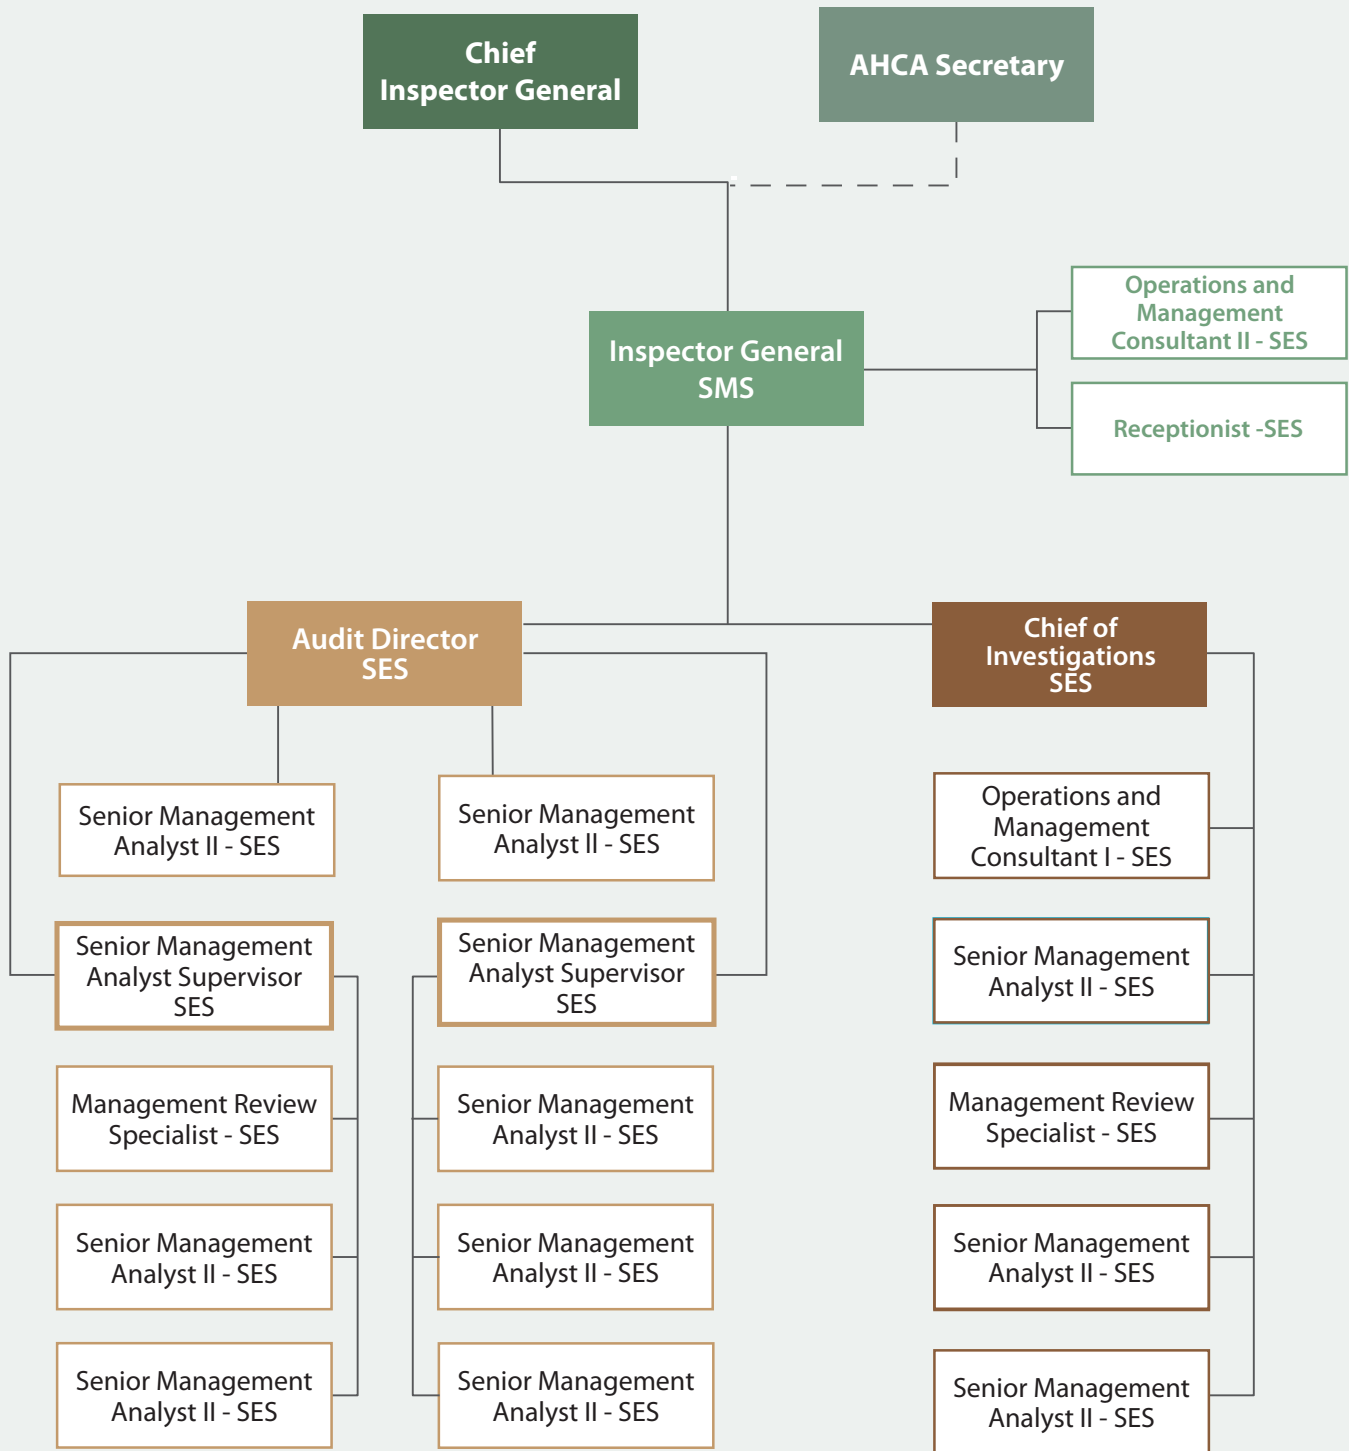 Chief
Inspector General
AHCA Secretary
Operations and
Management
Consultant II - SES
Inspector General
SMS
Receptionist -SES
Audit Director
SES
Chief of
Investigations
SES
Senior Management
Analyst II - SES
Senior Management
Analyst ll - SES
Operations and
Management
Consultant I - SES
Senior Management
Analyst Supervisor
SES
Senior Management
Analyst Supervisor
SES
Senior Management
Analyst II - SES
Management Review
Specialist - SES
Senior Management
Analyst II - SES
Management Review
Specialist - SES
Senior Management
Analyst II - SES
Senior Management
Analyst II - SES
Senior Management
Analyst II - SES
Senior Management
Analyst II - SES
Senior Management
Analyst II - SES
Senior Management
Analyst II - SES